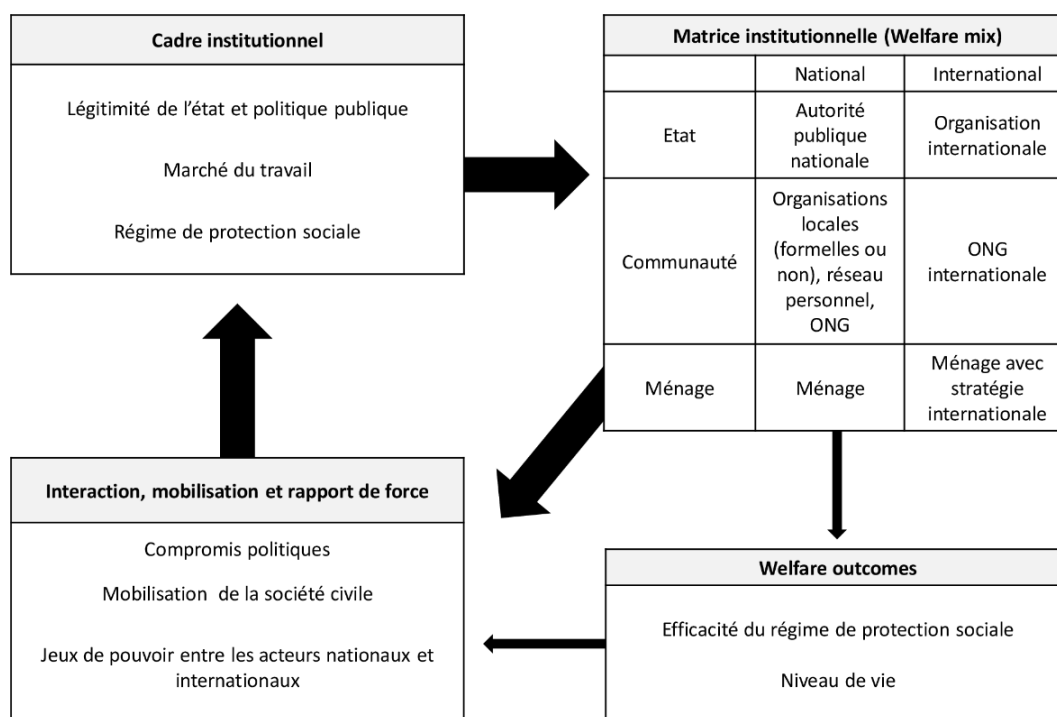 Cadre institutionnel
Légitimité de l'état et politique publique
Marché du travail
Régime de protection sociale
Matrice institutionnelle (Welfare mix)
National
International
Etat
Autorité
publique
nationale
Organisation
internationale
Communauté
Organisations
locales
(formelles ou
non), réseau
personnel,
ONG
ONG
internationale
Ménage
Ménage
Ménage avec
stratégie
internationale
Interaction, mobilisation et rapport de force
Compromis politiques
Mobilisation de la société civile
Jeux de pouvoir entre les acteurs nationaux et
internationaux
Welfare outcomes
Efficacité du régime de protection sociale
Niveau de vie